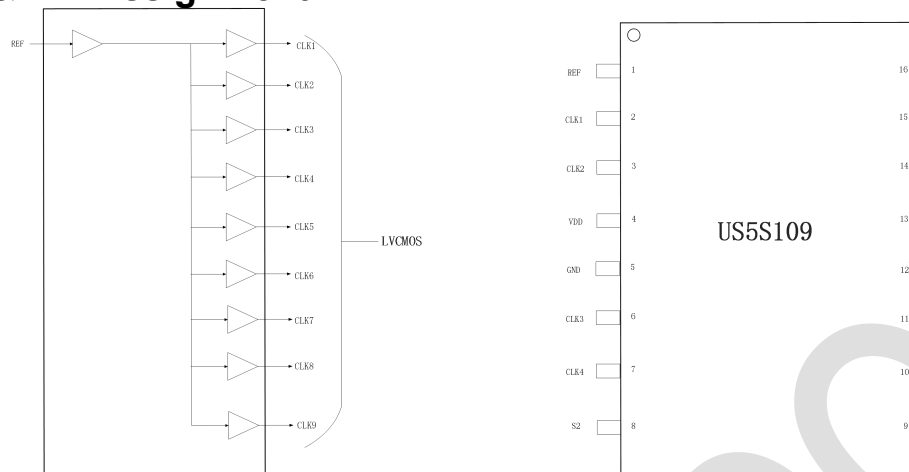 REF
CLK1
CLK2
CLK3
CLK4
CLK5
CLK6
CLK7
CLK8
CLK9
LVCMOS
US5S109
REF 1
CLK1 2
CLK2 3
VDD 4
GND 5
CLK3 6
CLK4 7
S2 8
16
15
14
13
12
11
10
9